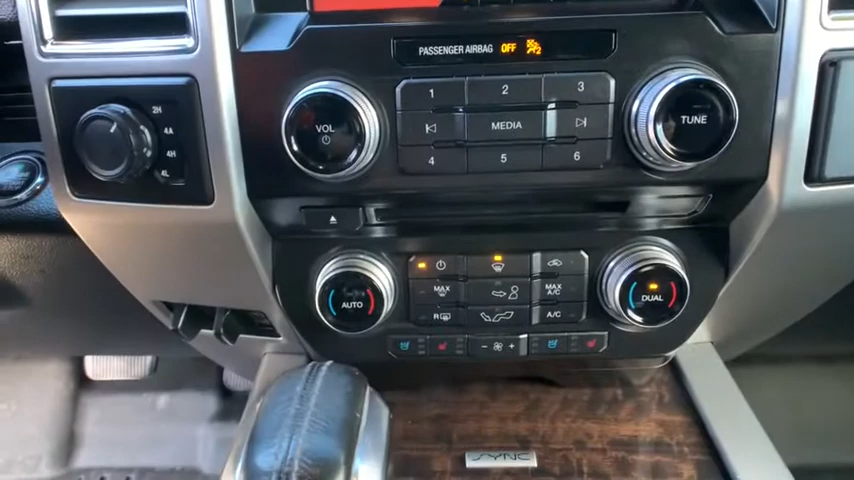 PASSENGER AIRBAG OFF 2
2H
4A
4H
4L
VOL
1 2 3
MEDIA
4 5 6
TUNE
AUTO
MAX
R
MAX A/C
A/C
DUAL
- +
SYNC